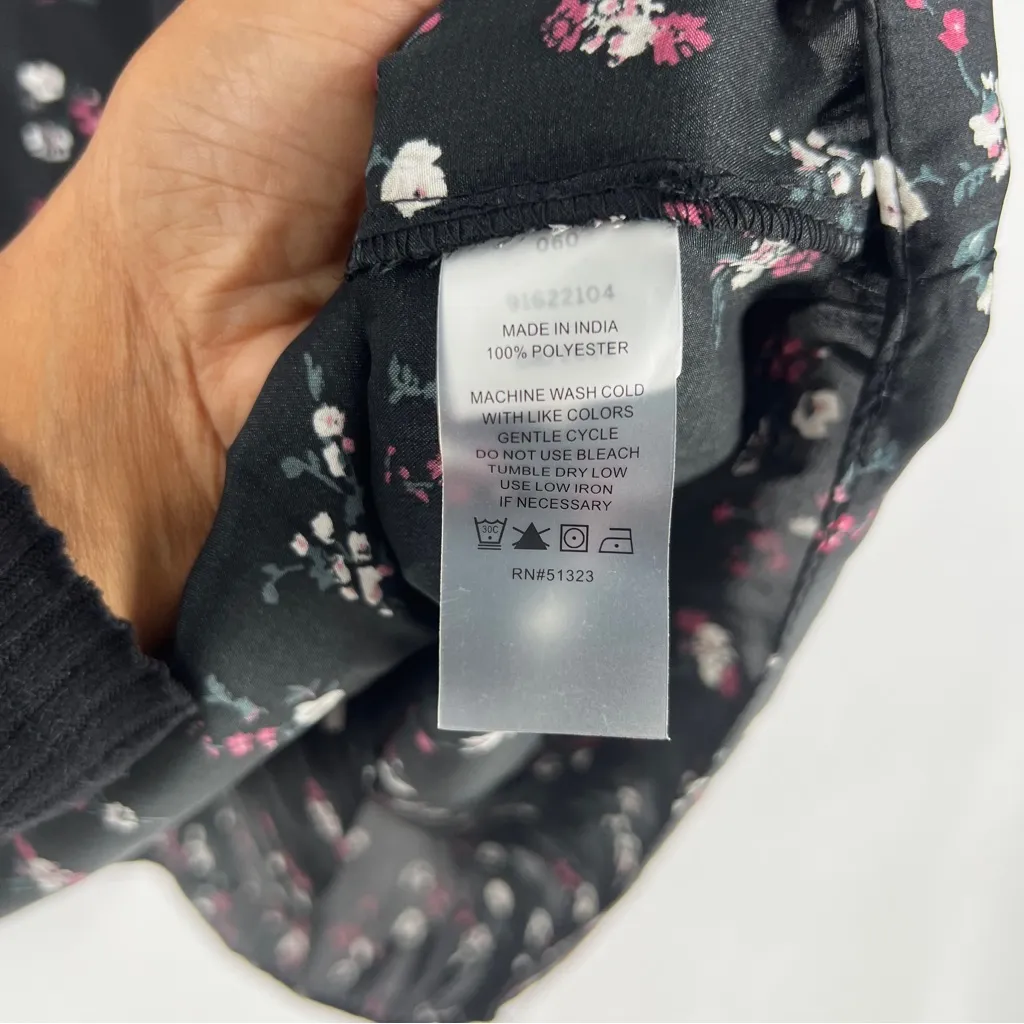 060
91622104
MADE IN INDIA
100% POLYESTER
MACHINE WASH COLD
WITH LIKE COLORS
GENTLE CYCLE
DO NOT USE BLEACH
TUMBLE DRY LOW
USE LOW IRON
IF NECESSARY
30C
RN#51323